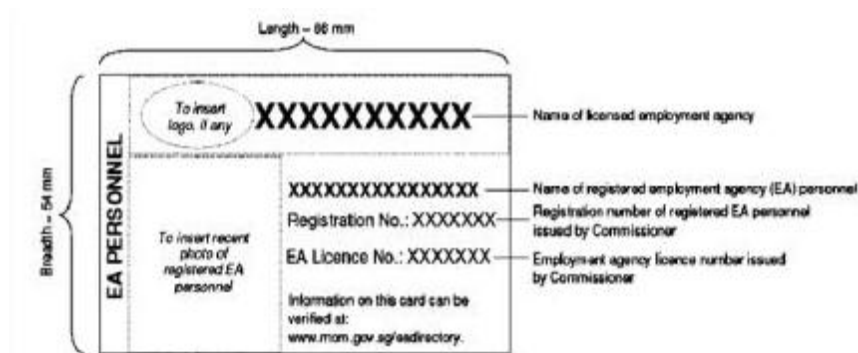 Length – 86 mm
Breadth – 54 mm
EA PERSONNEL
To insert
logo, if any
XXXXXXXXXX
Name of licensed employment agency
To insert recent
photo of
registered EA
personnel
XXXXXXXXXXXXXXXX
Name of registered employment agency (EA) personnel
Registration No.: XXXXXXX
Registration number of registered EA personnel
issued by Commissioner
EA Licence No.: XXXXXXX
Employment agency licence number issued
by Commissioner
Information on this card can be
verified at:
www.mom.gov.sg/eadirectory.